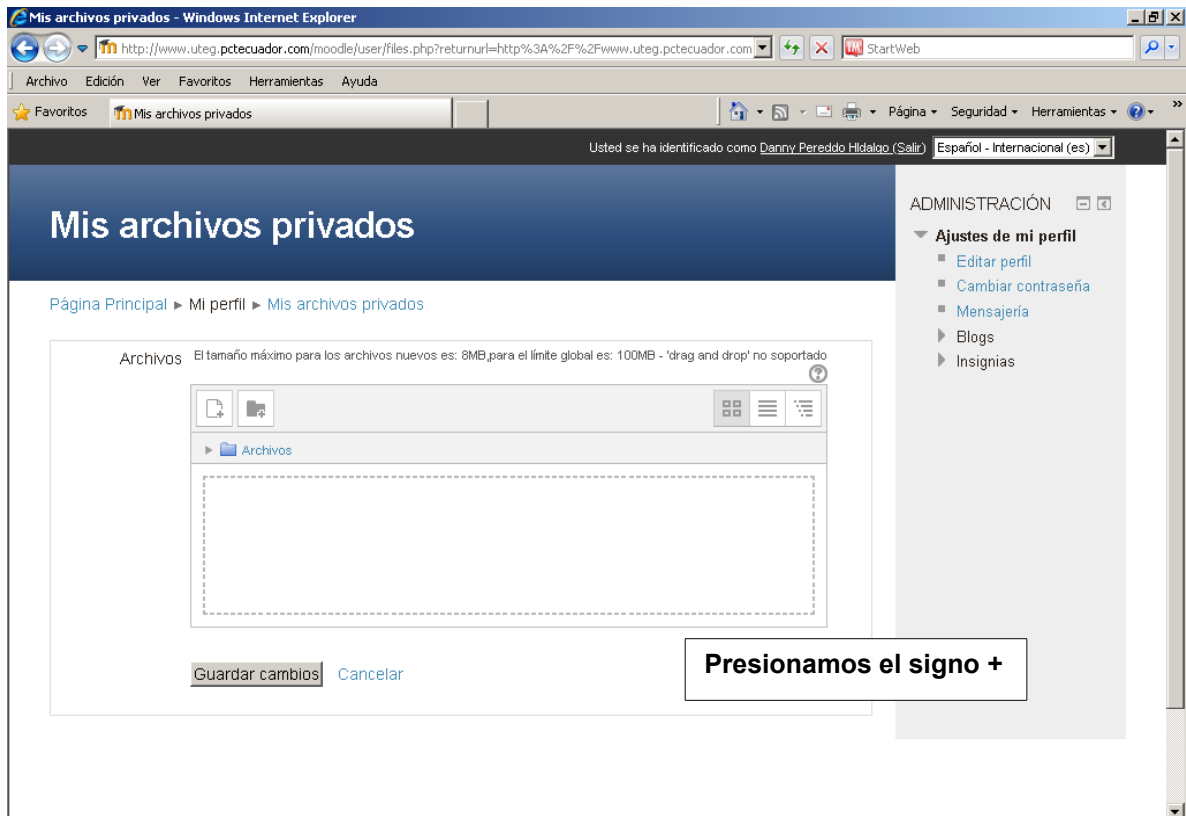 Mis archivos privados - Windows Internet Explorer
http://www.uteg.pctecuador.com/moodle/user/files.php?returnurl=http%3A%2F%2Fwww.uteg.pctecuador.com
StartWeb
Archivo Edición Ver Favoritos Herramientas Ayuda
Favoritos Mis archivos privados Página Seguridad Herramientas »
Usted se ha identificado como Danny Pereddo HIdalgo (Salir) Español - Internacional (es)
Mis archivos privados
ADMINISTRACIÓN
Ajustes de mi perfil
Editar perfil
Cambiar contraseña
Mensajería
Blogs
Insignias
Página Principal ► Mi perfil ► Mis archivos privados
Archivos El tamaño máximo para los archivos nuevos es: 8MB,para el límite global es: 100MB - 'drag and drop' no soportado
Archivos
Guardar cambios Cancelar
Presionamos el signo +